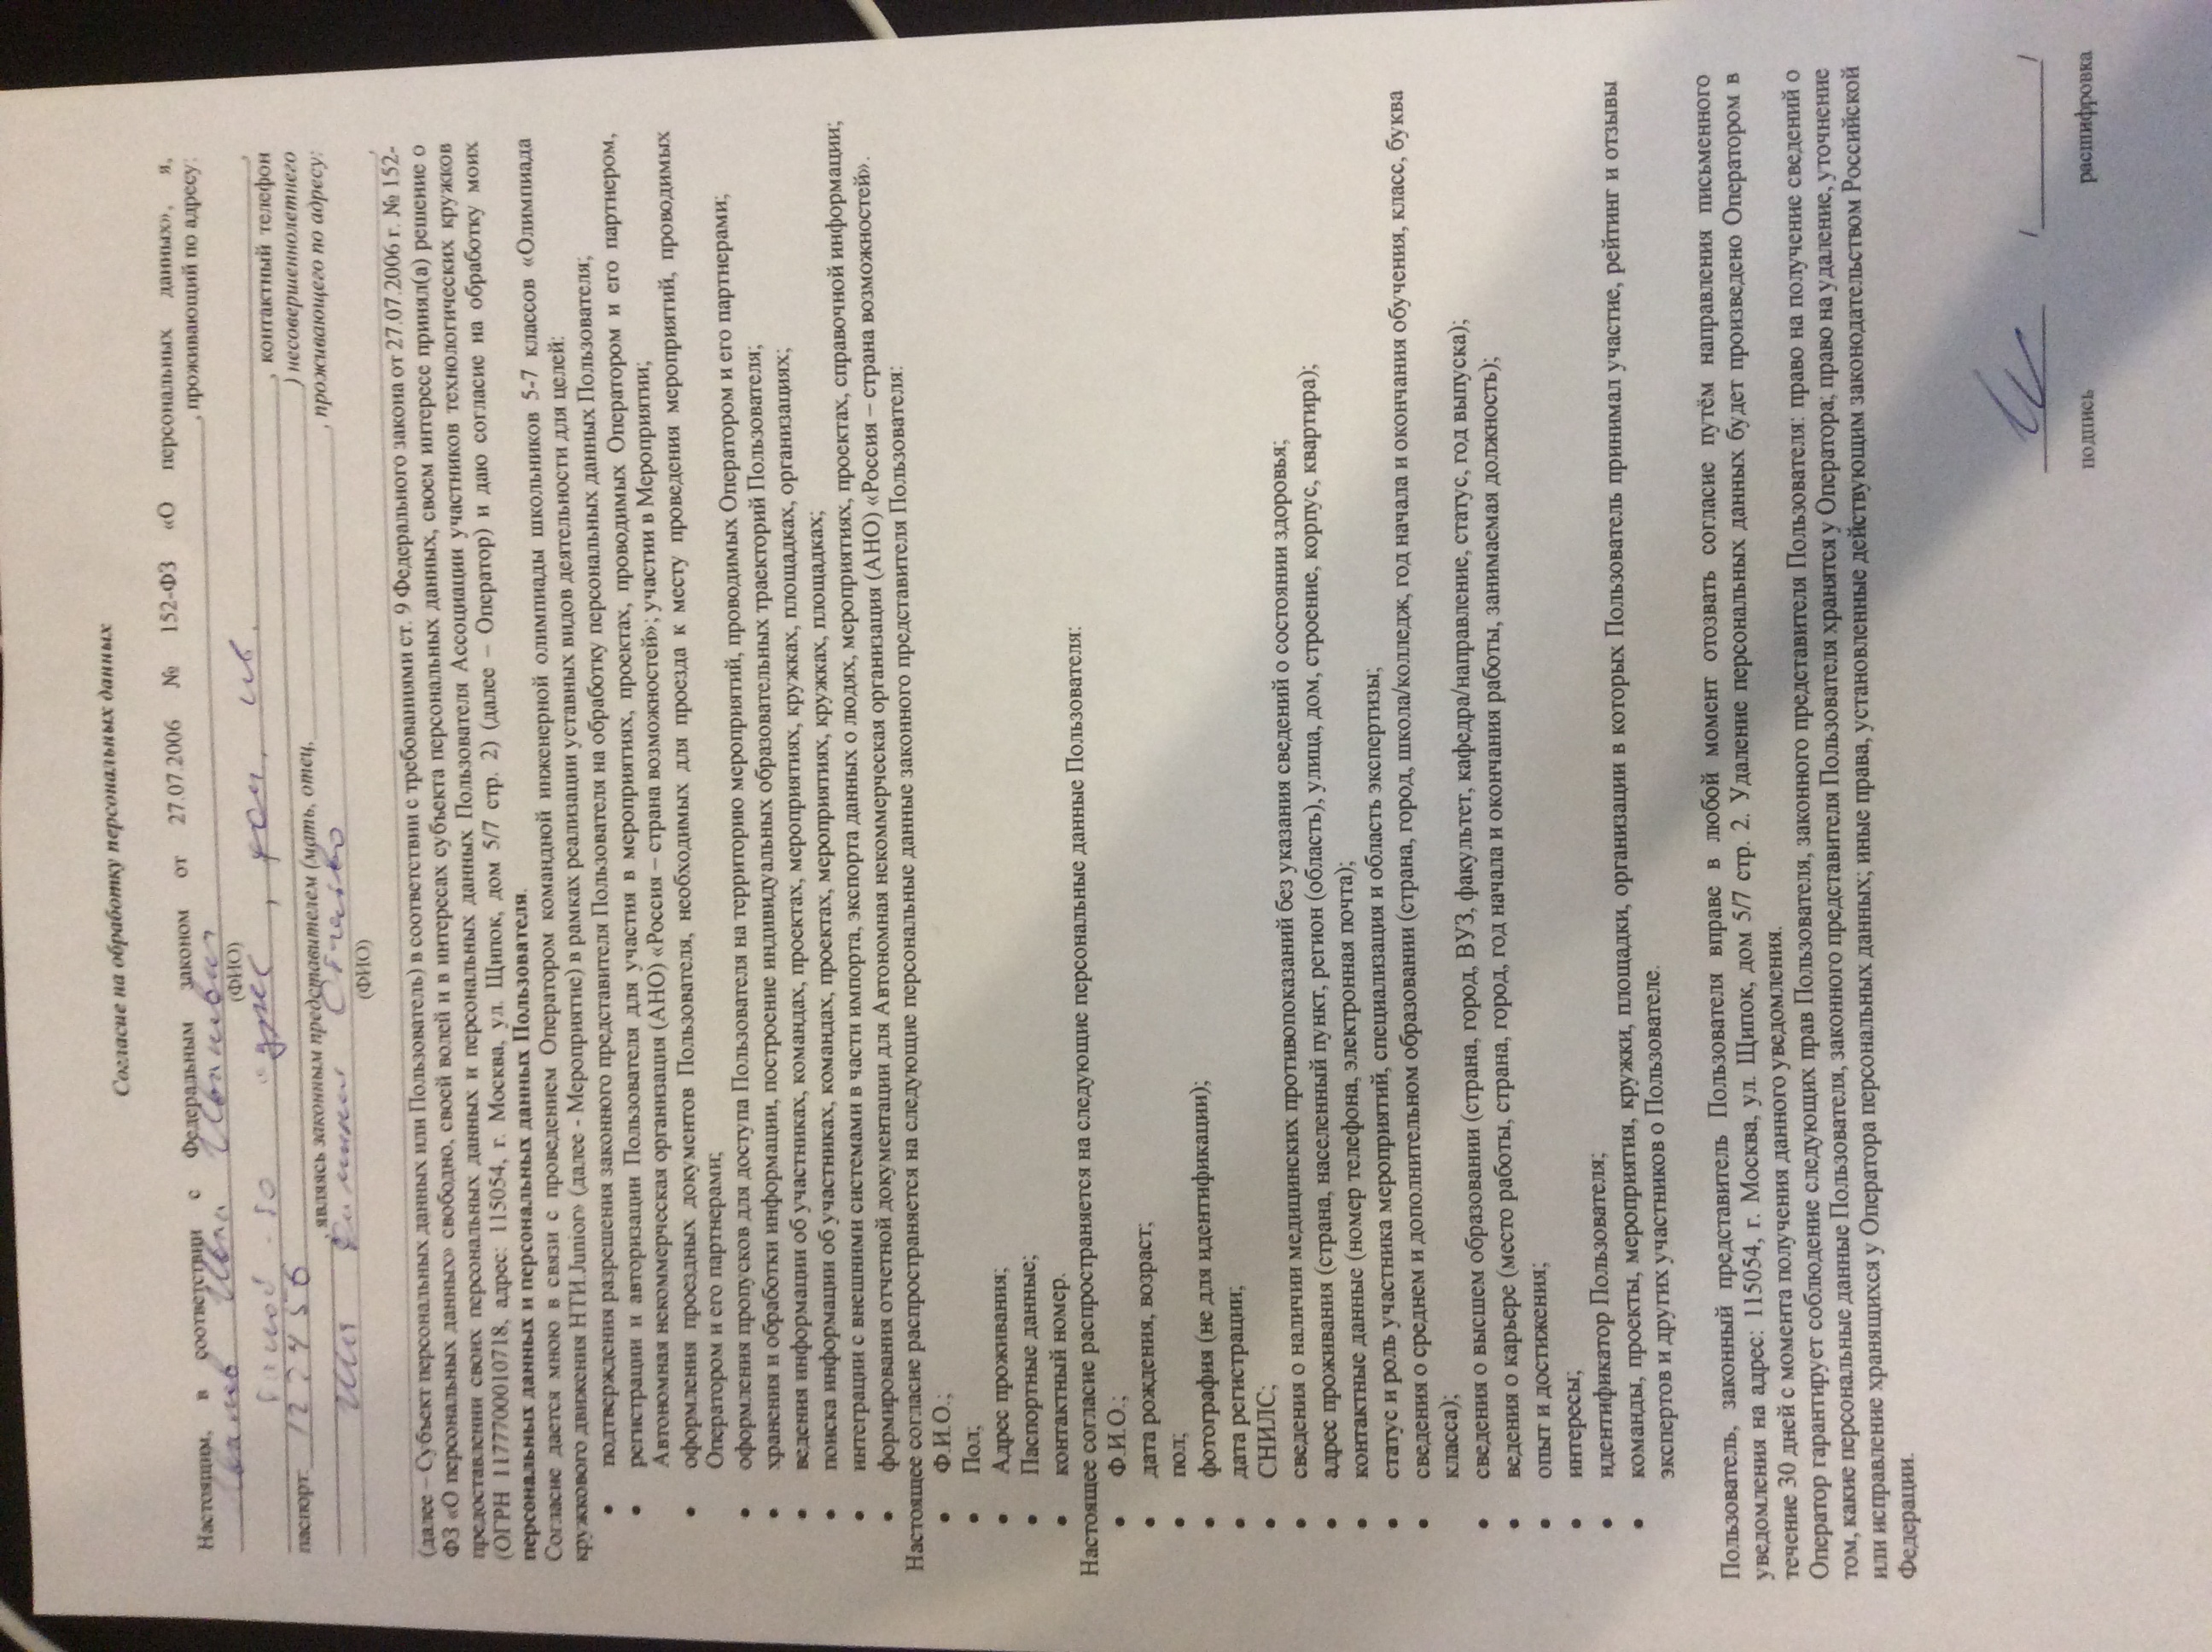 Согласие на обработку персональных данных
Настоящим, в соответствии с Федеральным законом от 27.07.2006 № 152-ФЗ «О персональных данных», я,
Иванов Иван Иванович, проживающий по адресу:
(ФИО)
такой-то адрес, дом, кв.,
паспорт: 123456, контактный телефон
, являясь законным представителем (мать, отец,) несовершеннолетнего
Имя Фамилия Отчество, проживающего по адресу:
(ФИО)
,
(далее – Субъект персональных данных или Пользователь) в соответствии с требованиями ст. 9 Федерального закона от 27.07.2006 г. № 152-
ФЗ «О персональных данных» свободно, своей волей и в интересах субъекта персональных данных, своем интересе принял(а) решение о
предоставлении своих персональных данных и персональных данных Пользователя Ассоциации участников технологических кружков
(ОГРН 1177700010718, адрес: 115054, г. Москва, ул. Щипок, дом 5/7 стр. 2) (далее – Оператор) и даю согласие на обработку моих
персональных данных и персональных данных Пользователя.
Согласие дается мною в связи с проведением Оператором командной инженерной олимпиады школьников 5-7 классов «Олимпиада
кружкового движения НТИ.Junior» (далее - Мероприятие) в рамках реализации уставных видов деятельности для целей:
• подтверждения разрешения законного представителя Пользователя на обработку персональных данных Пользователя;
• регистрации и авторизации Пользователя для участия в мероприятиях, проектах, проводимых Оператором и его партнером,
Автономная некоммерческая организация (АНО) «Россия – страна возможностей»; участии в Мероприятии;
• оформления проездных документов Пользователя, необходимых для проезда к месту проведения мероприятий, проводимых
Оператором и его партнерами;
• оформления пропусков для доступа Пользователя на территорию мероприятий, проводимых Оператором и его партнерами;
• хранения и обработки информации, построение индивидуальных образовательных траекторий Пользователя;
• ведения информации об участниках, командах, проектах, мероприятиях, кружках, площадках, организациях;
• поиска информации об участниках, командах, проектах, мероприятиях, кружках, площадках;
• интеграции с внешними системами в части импорта, экспорта данных о людях, мероприятиях, проектах, справочной информации;
• формирования отчетной документации для Автономная некоммерческая организация (АНО) «Россия – страна возможностей».
Настоящее согласие распространяется на следующие персональные данные законного представителя Пользователя:
• Ф.И.О.;
• Пол;
• Адрес проживания;
• Паспортные данные;
• контактный номер.
Настоящее согласие распространяется на следующие персональные данные Пользователя:
• Ф.И.О.;
• дата рождения, возраст;
• пол;
• фотография (не для идентификации);
• дата регистрации;
• СНИЛС;
• сведения о наличии медицинских противопоказаний без указания сведений о состоянии здоровья;
• адрес проживания (страна, населенный пункт, регион (область), улица, дом, строение, корпус, квартира);
• контактные данные (номер телефона, электронная почта);
• статус и роль участника мероприятий, специализация и область экспертизы;
• сведения о среднем и дополнительном образовании (страна, город, школа/колледж, год начала и окончания обучения, класс, буква
класса);
• сведения о высшем образовании (страна, город, ВУЗ, факультет, кафедра/направление, статус, год выпуска);
• ведения о карьере (место работы, страна, город, год начала и окончания работы, занимаемая должность);
• опыт и достижения;
• интересы;
• идентификатор Пользователя;
• команды, проекты, мероприятия, кружки, площадки, организации в которых Пользователь принимал участие, рейтинг и отзывы
экспертов и других участников о Пользователе.
Пользователь, законный представитель Пользователя вправе в любой момент отозвать согласие путём направления письменного
уведомления на адрес: 115054, г. Москва, ул. Щипок, дом 5/7 стр. 2. Удаление персональных данных будет произведено Оператором в
течение 30 дней с момента получения данного уведомления.
Оператор гарантирует соблюдение следующих прав Пользователя, законного представителя Пользователя: право на получение сведений о
том, какие персональные данные Пользователя, законного представителя Пользователя хранятся у Оператора; право на удаление, уточнение
или исправление хранящихся у Оператора персональных данных; иные права, установленные действующим законодательством Российской
Федерации.
/ /
подпись расшифровка